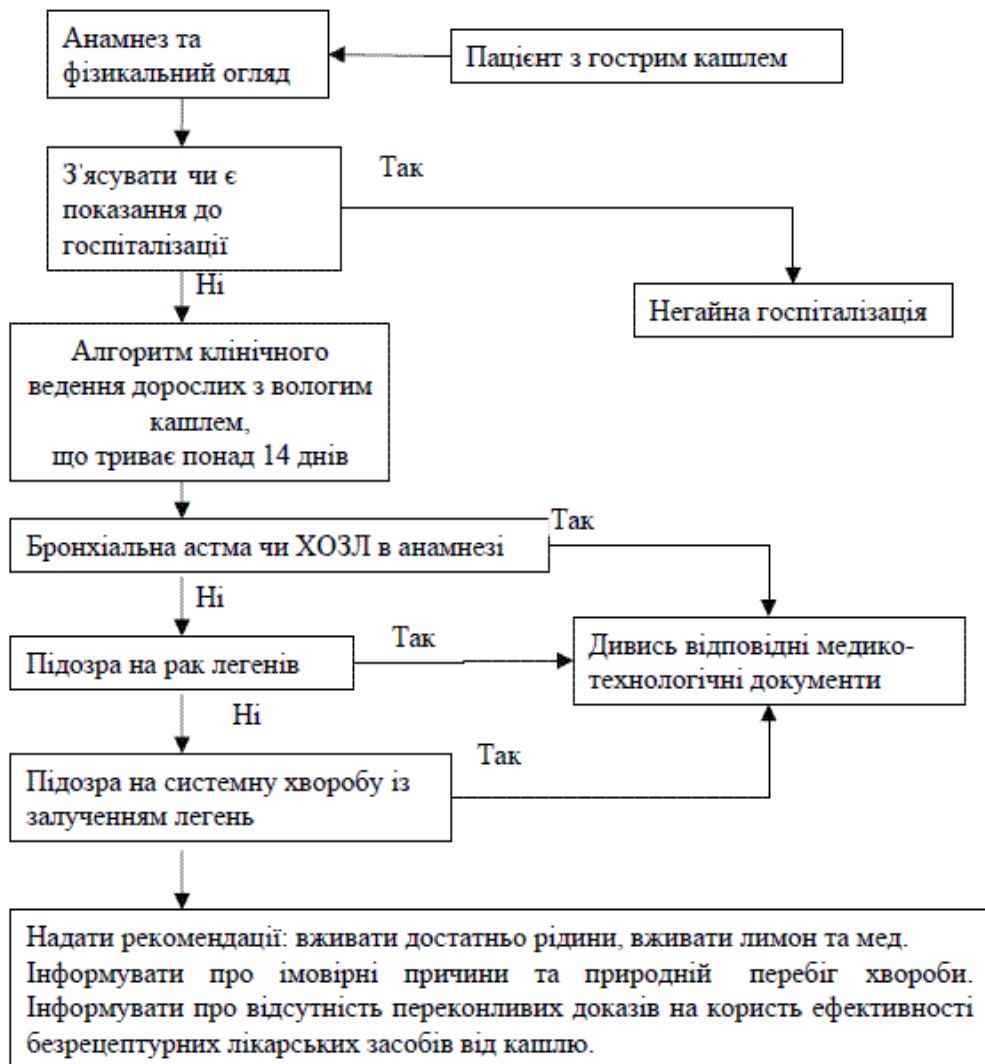 Анамнез та
фізикальний огляд
Пацієнт з гострим кашлем
З'ясувати чи є
показання до
госпіталізації
Так
Ні
Негайна госпіталізація
Алгоритм клінічного
ведення дорослих з вологим
кашлем,
що триває понад 14 днів
Бронхіальна астма чи ХОЗЛ в анамнезі
Так
Ні
Підозра на рак легенів
Так
Дивись відповідні медико-
технологічні документи
Ні
Підозра на системну хворобу із
залученням легень
Так
Надати рекомендації: вживати достатньо рідини, вживати лимон та мед.
Інформувати про імовірні причини та природній перебіг хвороби.
Інформувати про відсутність переконливих доказів на користь ефективності
безрецептурних лікарських засобів від кашлю.